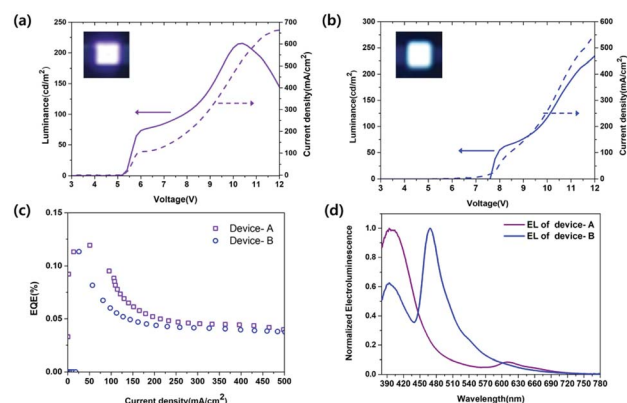 (a)
Luminance(cd/m²)
250
200
150
100
50
0
700
600
500
400
300
200
100
0
Current density(mA/cm²)
3 4 5 6 7 8 9 10 11 12
Voltage(V)
(b)
Luminance(cd/m²)
300
250
200
150
100
50
0
600
500
400
300
200
100
0
Current density(mA/cm²)
3 4 5 6 7 8 9 10 11 12
Voltage(V)
(c)
EQE(%)
0.15
0.10
0.05
0.00
Device- A
Device- B
0 50 100 150 200 250 300 350 400 450 500
Current density(mA/cm²)
(d)
Normalized Electroluminescence
1.0
0.8
0.6
0.4
0.2
0.0
EL of device- A
EL of device- B
390 420 450 480 510 540 570 600 630 660 690 720 750 780
Wavelength(nm)